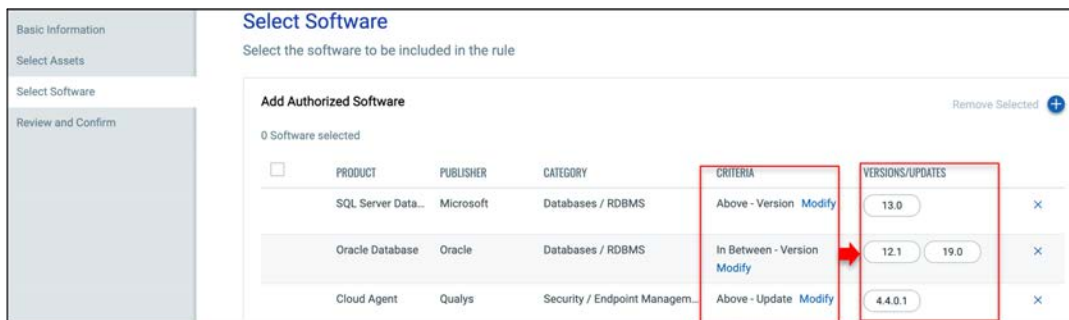 Basic Information
Select Assets
Select Software
Review and Confirm
Select Software
Select the software to be included in the rule
Add Authorized Software
Remove Selected
0 Software selected
PRODUCT PUBLISHER CATEGORY CRITERIA VERSIONS/UPDATES
SQL Server Data... Microsoft Databases / RDBMS Above - Version Modify 13.0
Oracle Database Oracle Databases / RDBMS In Between - Version 12.1 19.0
Modify
Cloud Agent Qualys Security / Endpoint Managem... Above - Update Modify 4.4.0.1